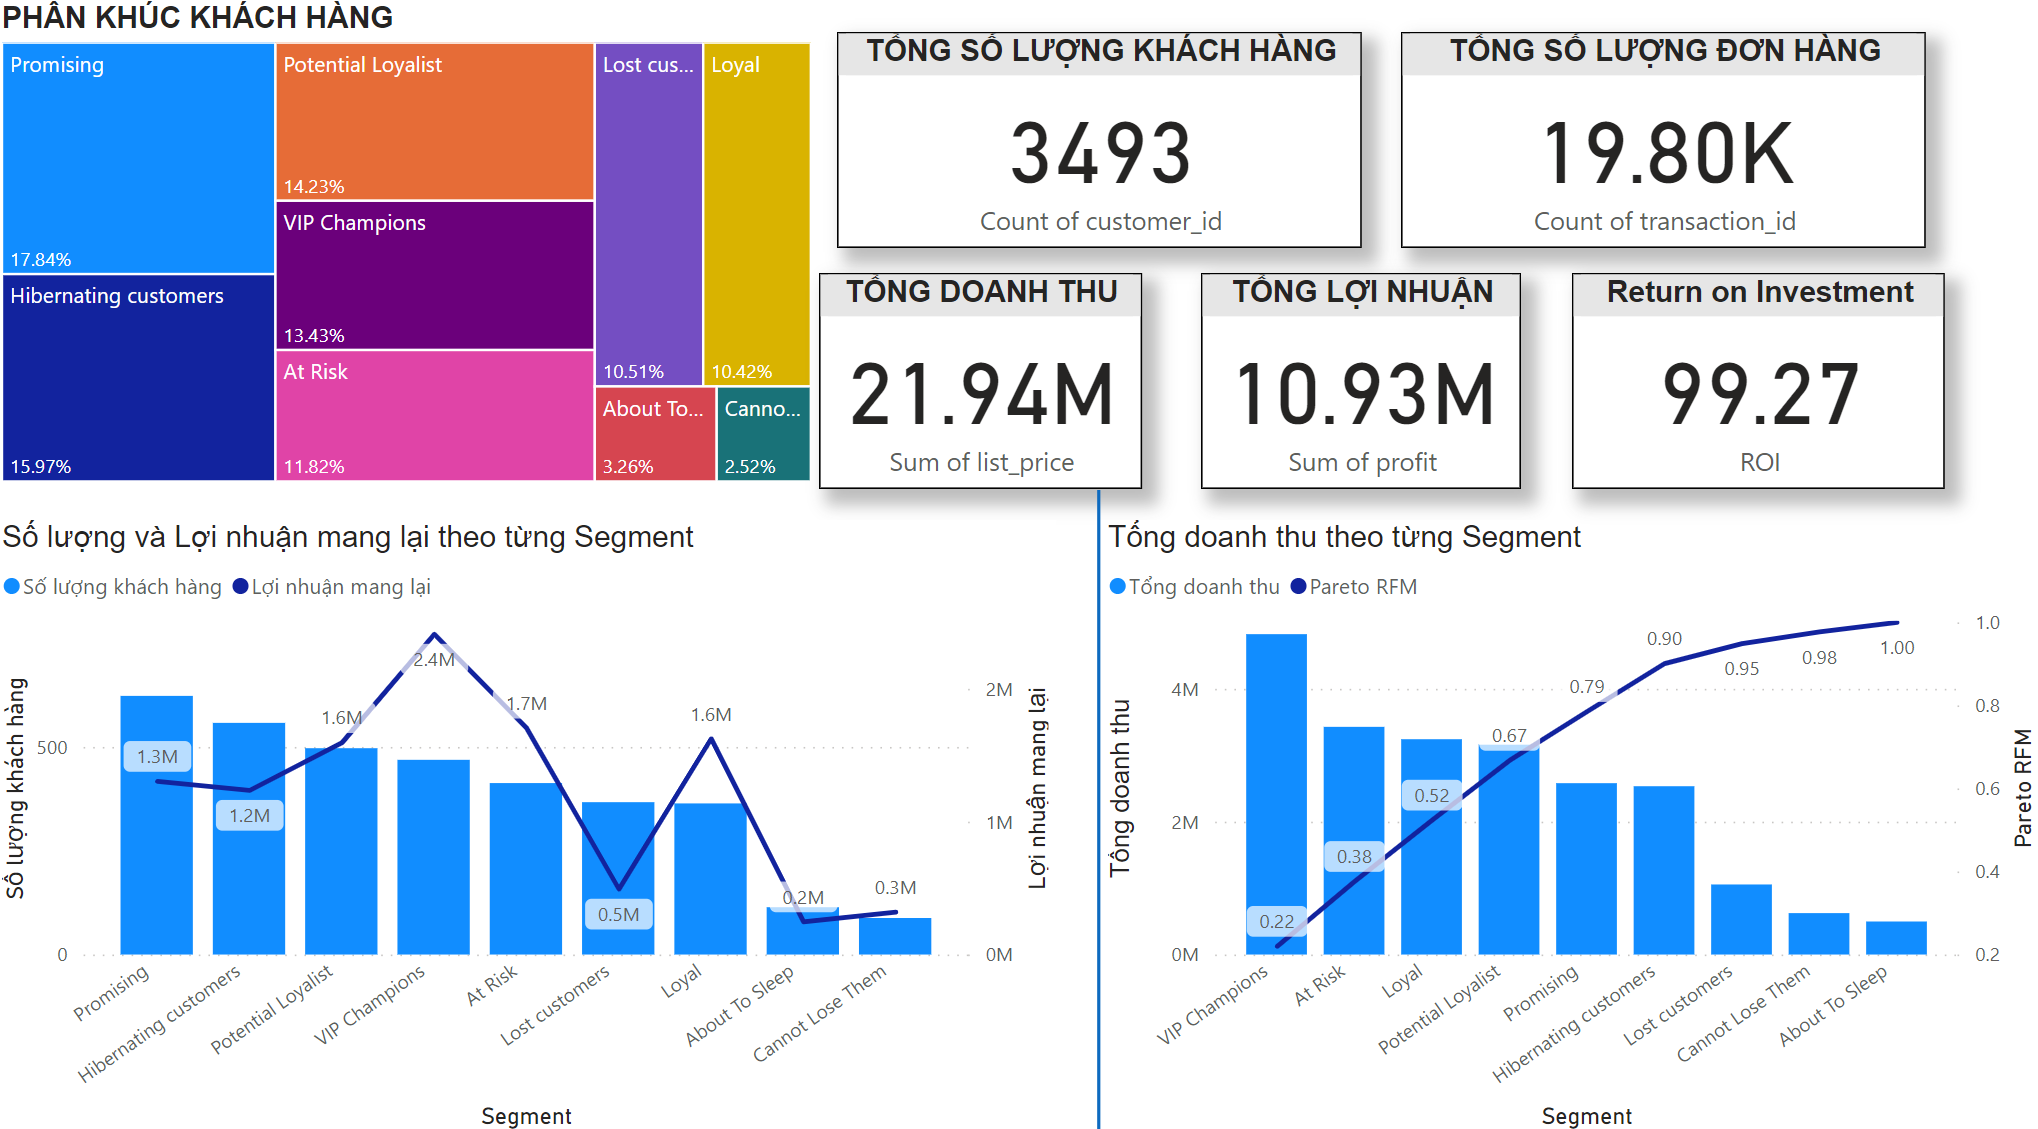 PHÂN KHÚC KHÁCH HÀNG
Promising
17.84%
Hibernating customers
15.97%
Potential Loyalist
14.23%
VIP Champions
13.43%
At Risk
11.82%
Lost cus...
10.51%
Loyal
10.42%
About To...
3.26%
Canno...
2.52%
TỔNG SỐ LƯỢNG KHÁCH HÀNG
3493
Count of customer_id
TỔNG SỐ LƯỢNG ĐƠN HÀNG
19.80K
Count of transaction_id
TỔNG DOANH THU
21.94M
Sum of list_price
TỔNG LỢI NHUẬN
10.93M
Sum of profit
Return on Investment
99.27
ROI
Số lượng và Lợi nhuận mang lại theo từng Segment
Số lượng khách hàng
Lợi nhuận mang lại
Số lượng khách hàng
500
0
1.3M
1.2M
1.6M
2.4M
1.7M
0.5M
1.6M
0.2M
0.3M
2M
1M
0M
Lợi nhuận mang lại
Promising
Hibernating customers
Potential Loyalist
VIP Champions
At Risk
Lost customers
Loyal
About To Sleep
Cannot Lose Them
Segment
Tổng doanh thu theo từng Segment
Tổng doanh thu
Pareto RFM
Tổng doanh thu
4M
2M
0M
0.22
0.38
0.52
0.67
0.79
0.90
0.95
0.98
1.00
1.0
0.8
0.6
0.4
0.2
Pareto RFM
VIP Champions
At Risk
Loyal
Potential Loyalist
Promising
Hibernating customers
Lost customers
Cannot Lose Them
About To Sleep
Segment